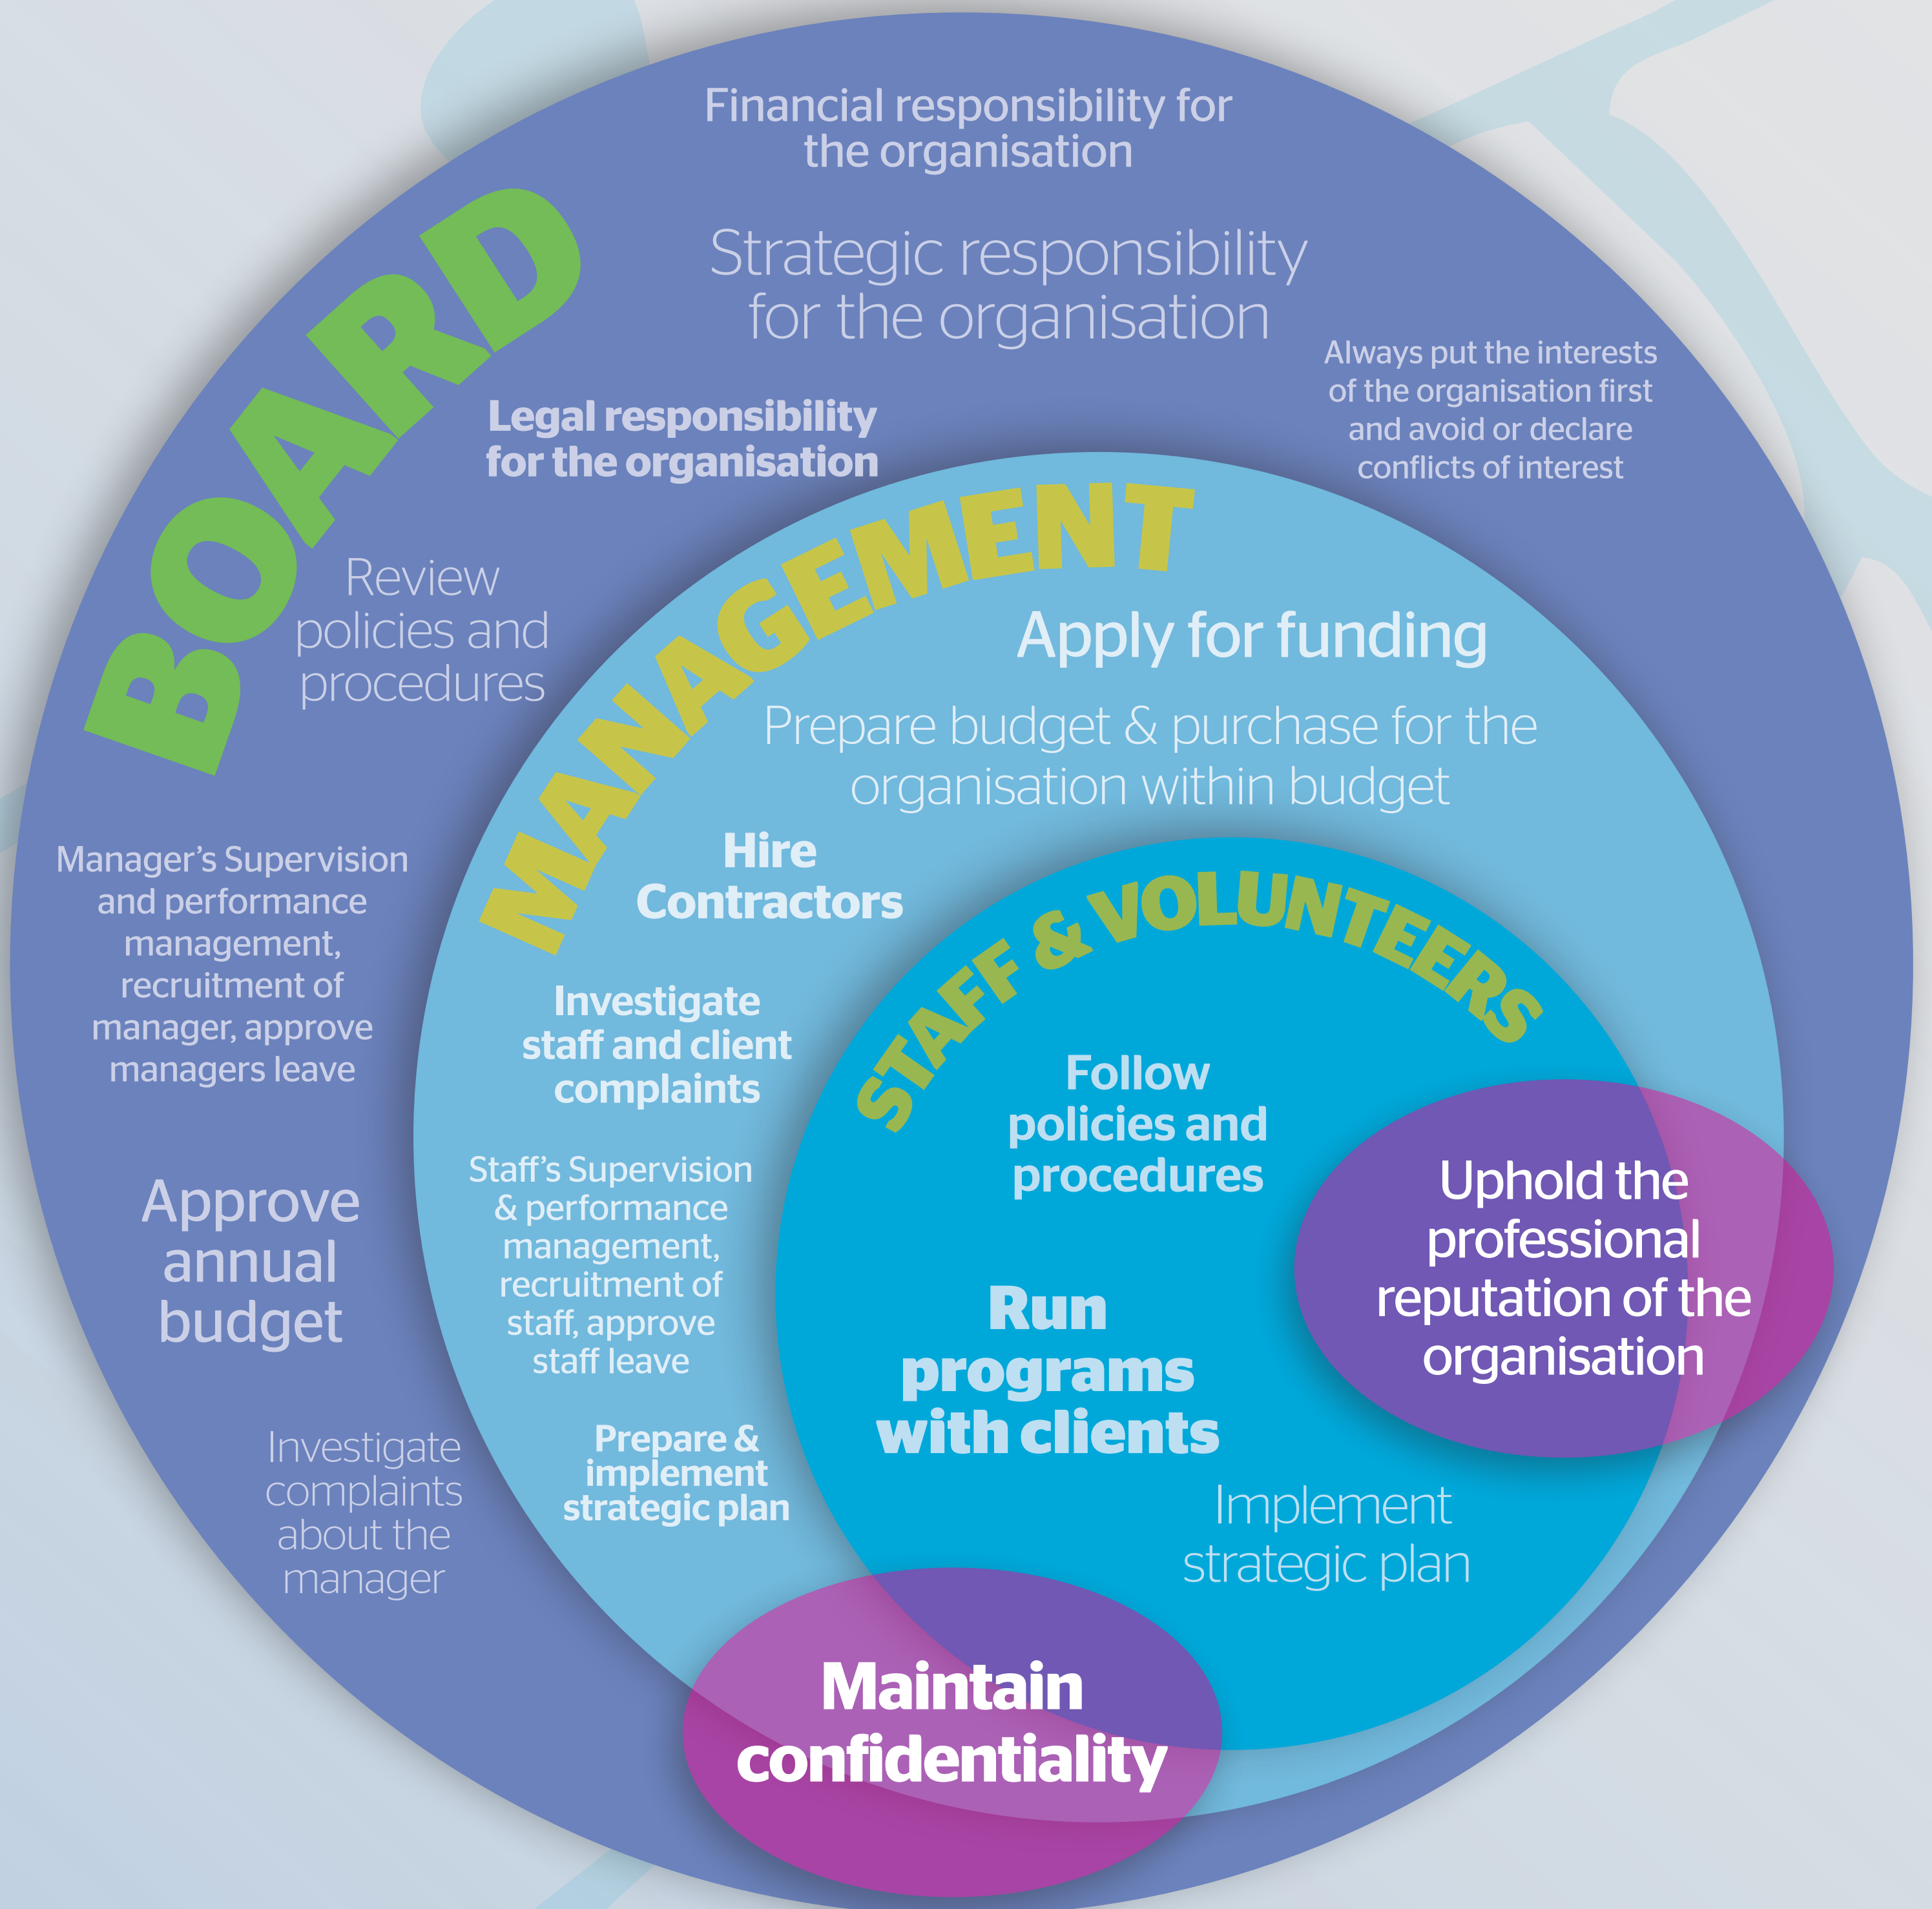 BOARD
Financial responsibility for
the organisation
Strategic responsibility
for the organisation
Always put the interests
of the organisation first
and avoid or declare
conflicts of interest
Legal responsibility
for the organisation
Review
policies and
procedures
Manager's Supervision
and performance
management,
recruitment of
manager, approve
managers leave
Approve
annual
budget
Investigate
complaints
about the
manager
MANAGEMENT
Apply for funding
Prepare budget & purchase for the
organisation within budget
Hire
Contractors
Investigate
staff and client
complaints
Staff's Supervision
& performance
management,
recruitment of
staff, approve
staff leave
Prepare &
implement
strategic plan
STAFF & VOLUNTEERS
Follow
policies and
procedures
Run
programs
with clients
Implement
strategic plan
Uphold the
professional
reputation of the
organisation
Maintain
confidentiality